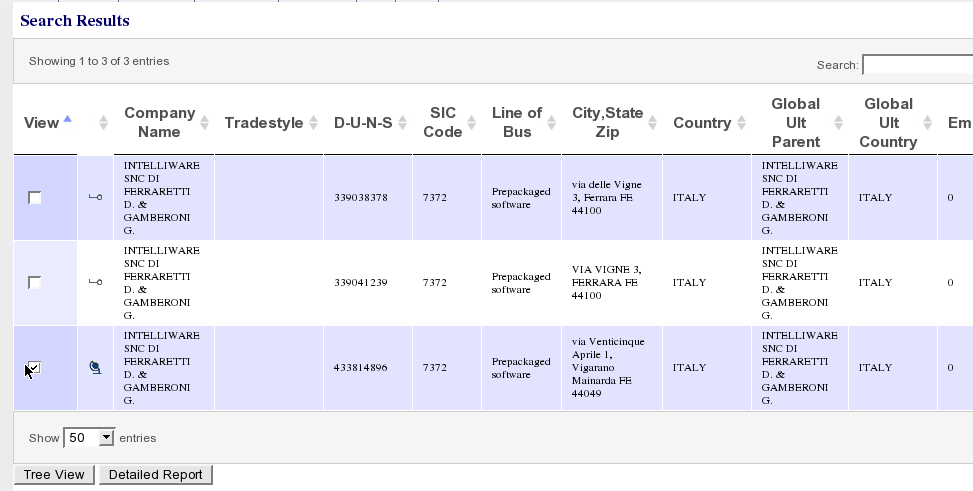 Search Results
Showing 1 to 3 of 3 entries
Search:
View
Company Name
Tradestyle
D-U-N-S
SIC Code
Line of Bus
City,State Zip
Country
Global Ult Parent
Global Ult Country
Em
INTELLIWARE
SNC DI
FERRARETTI
D. &
GAMBERONI
G.
339038378
7372
Prepackaged
software
via delle Vigne
3, Ferrara FE
44100
ITALY
INTELLIWARE
SNC DI
FERRARETTI
D. &
GAMBERONI
G.
ITALY
0
INTELLIWARE
SNC DI
FERRARETTI
D. &
GAMBERONI
G.
339041239
7372
Prepackaged
software
VIA VIGNE 3,
FERRARA FE
44100
ITALY
INTELLIWARE
SNC DI
FERRARETTI
D. &
GAMBERONI
G.
ITALY
0
INTELLIWARE
SNC DI
FERRARETTI
D. &
GAMBERONI
G.
433814896
7372
Prepackaged
software
via Venticinque
Aprile 1,
Vigarano
Mainarda FE
44049
ITALY
INTELLIWARE
SNC DI
FERRARETTI
D. &
GAMBERONI
G.
ITALY
0
Show 50 entries
Tree View
Detailed Report